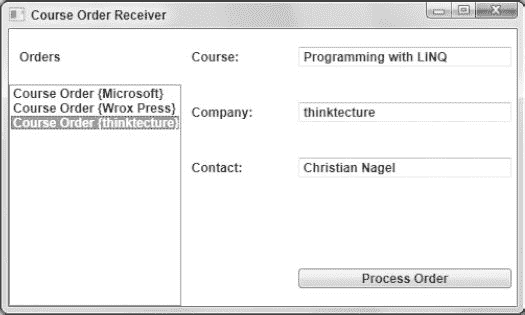 Course Order Receiver
Orders
Course Order {Microsoft}
Course Order {Wrox Press}
Course Order {thinktecture}
Course: Programming with LINQ
Company: thinktecture
Contact: Christian Nagel
Process Order